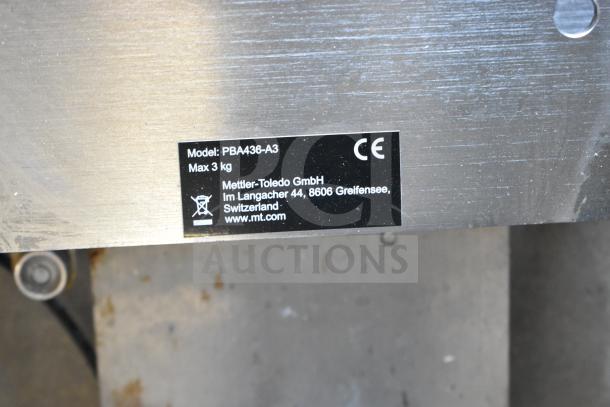 Model: PBA436-A3
Max 3 kg
CE
Mettler-Toledo GmbH
Im Langacher 44, 8606 Greifensee,
Switzerland
www.mt.com
PCI
AUCTIONS